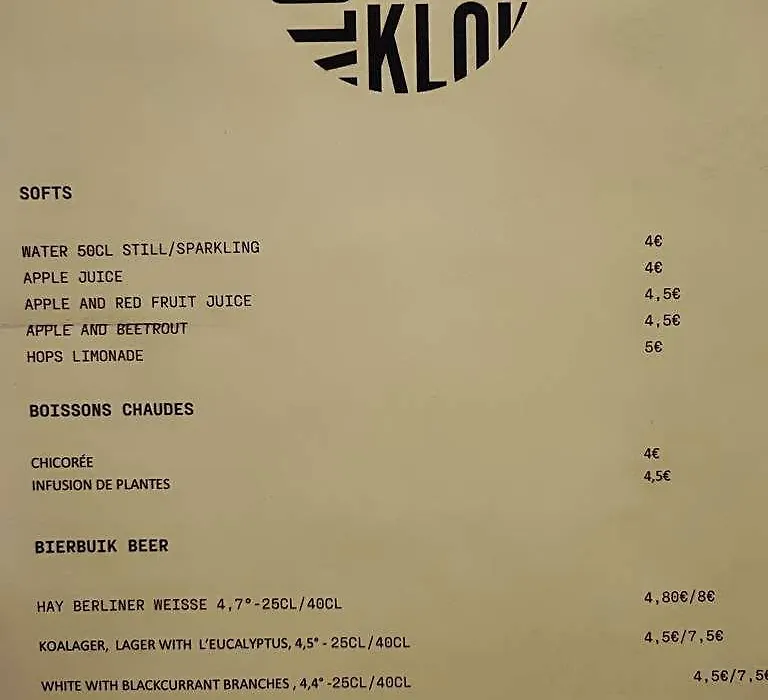 KLOK
SOFTS
WATER 50CL STILL/SPARKLING 4€
APPLE JUICE 4€
APPLE AND RED FRUIT JUICE 4,5€
APPLE AND BEETROUT 4,5€
HOPS LIMONADE 5€
BOISSONS CHAUDES
CHICORÉE 4€
INFUSION DE PLANTES 4,5€
BIERBUIK BEER
HAY BERLINER WEISSE 4,7°-25CL/40CL 4,80€/8€
KOALAGER, LAGER WITH L'EUCALYPTUS, 4,5° - 25CL/40CL 4,5€/7,5€
WHITE WITH BLACKCURRANT BRANCHES , 4,4° -25CL/40CL 4,5€/7,5€